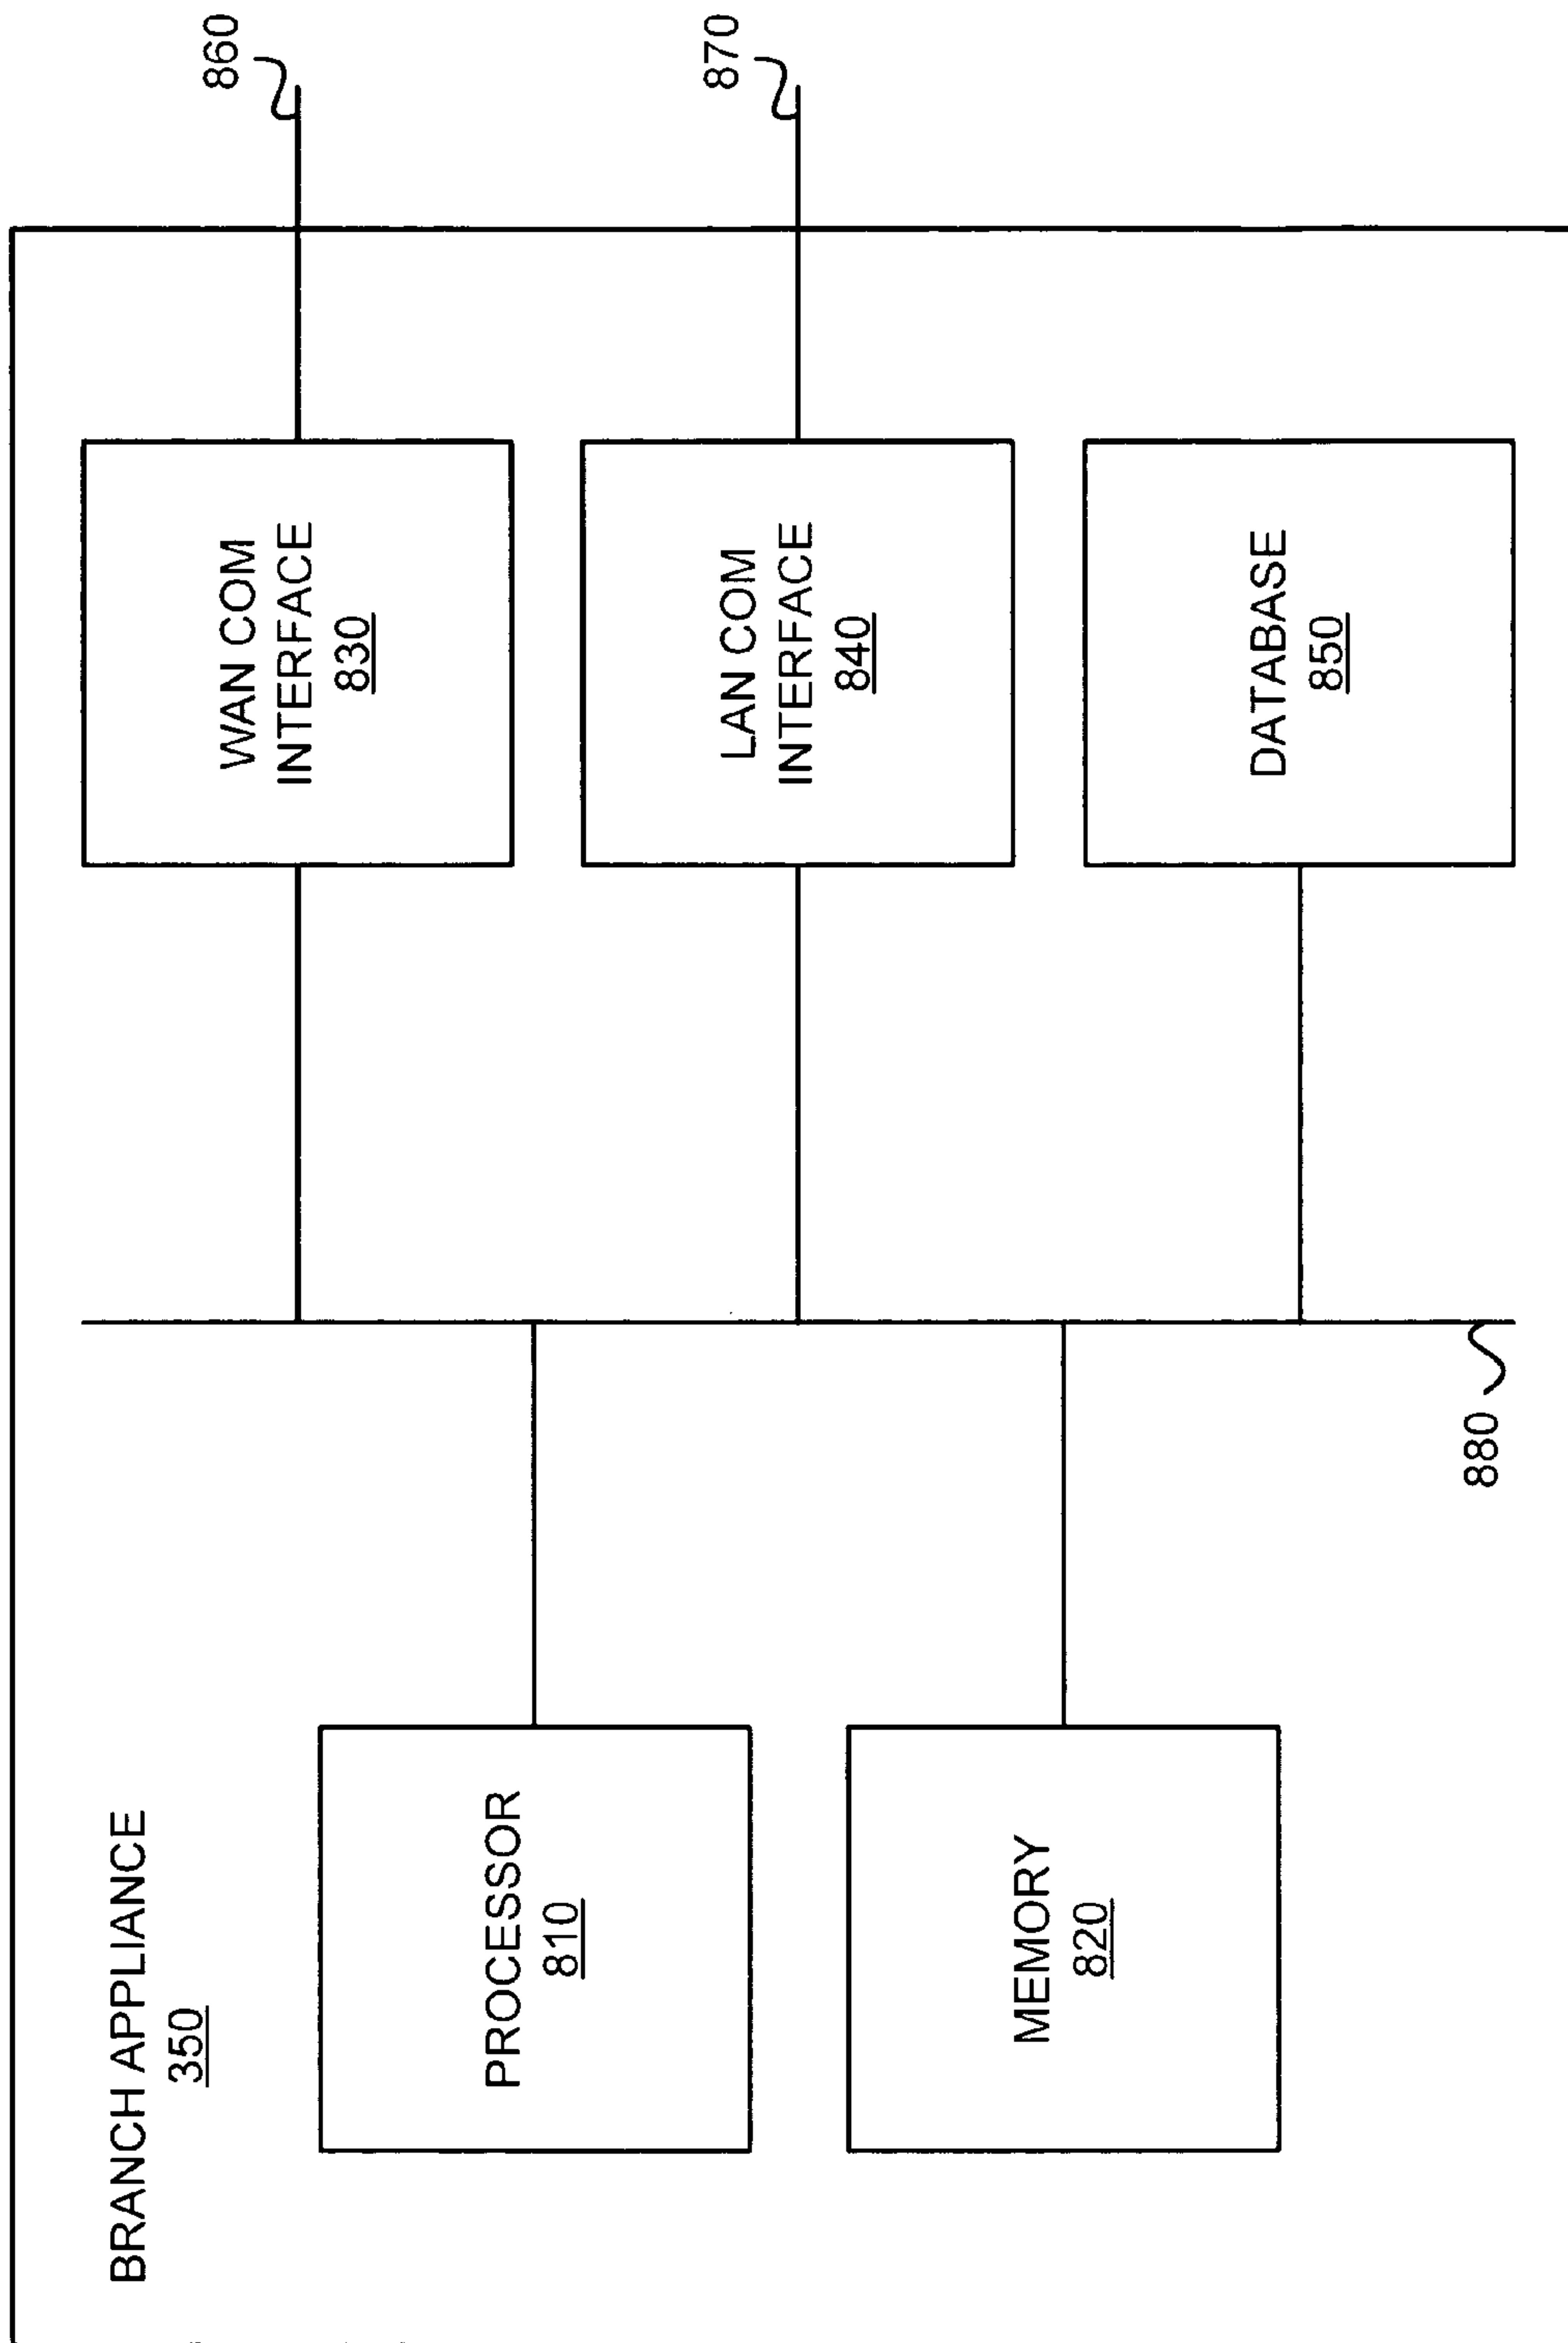 BRANCH APPLIANCE
350
PROCESSOR
810
MEMORY
820
WAN COM
INTERFACE
830
LAN COM
INTERFACE
840
DATABASE
850
860
870
880